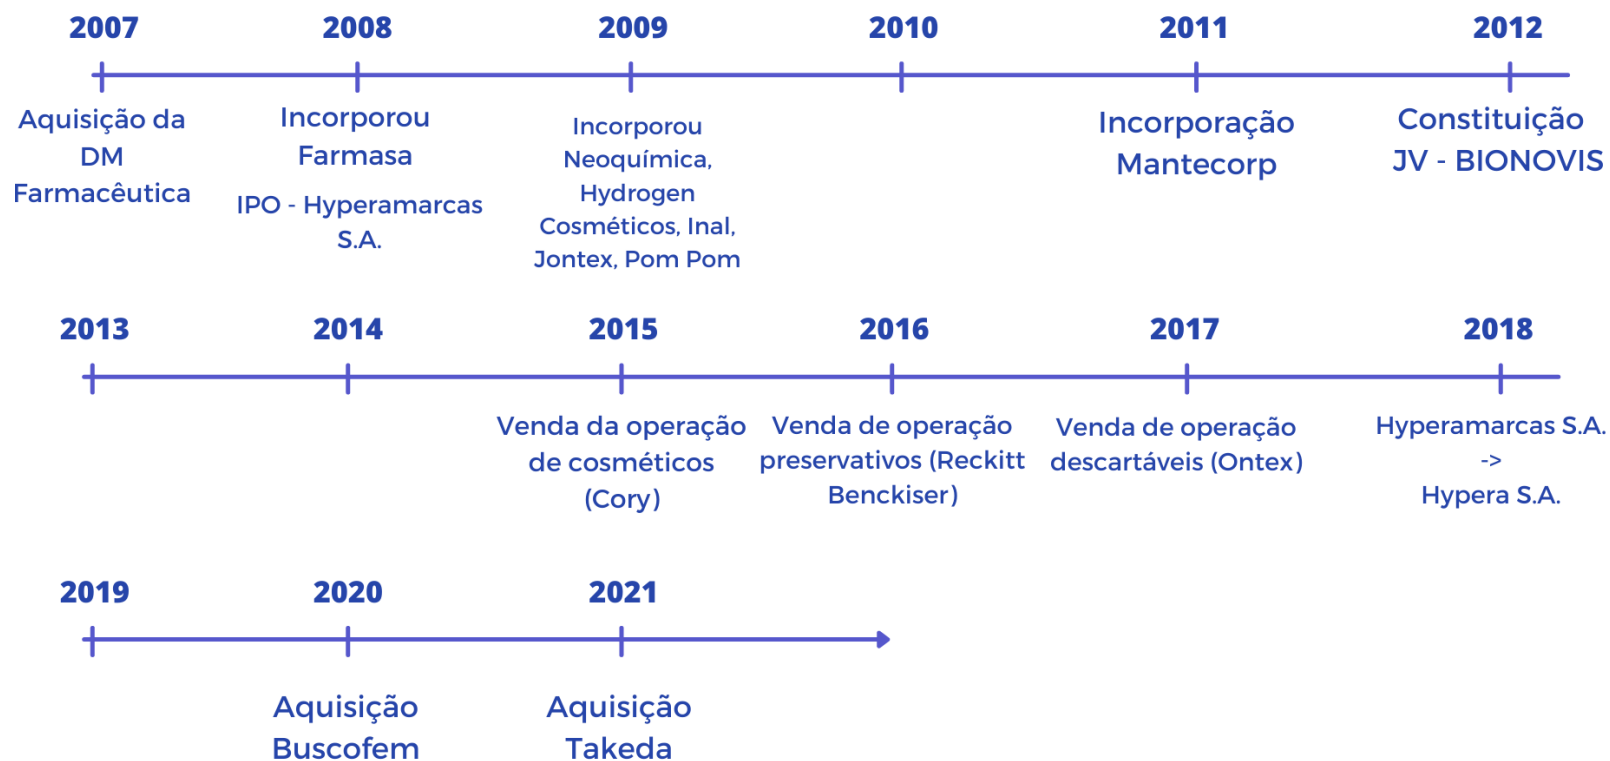 2007
2008
2009
2010
2011
2012
Aquisição da
DM
Farmacêutica
Incorporou
Farmasa
IPO - Hyperamarcas
S.A.
Incorporou
Neoquímica,
Hydrogen
Cosméticos, Inal,
Jontex, Pom Pom
Incorporação
Mantecorp
Constituição
JV - BIONOVIS
2013
2014
2015
2016
2017
2018
Venda da operação
de cosméticos
(Cory)
Venda de operação
preservativos (Reckitt
Benckiser)
Venda de operação
descartáveis (Ontex)
Hyperamarcas S.A.
->
Hypera S.A.
2019
2020
2021
Aquisição
Buscofem
Aquisição
Takeda